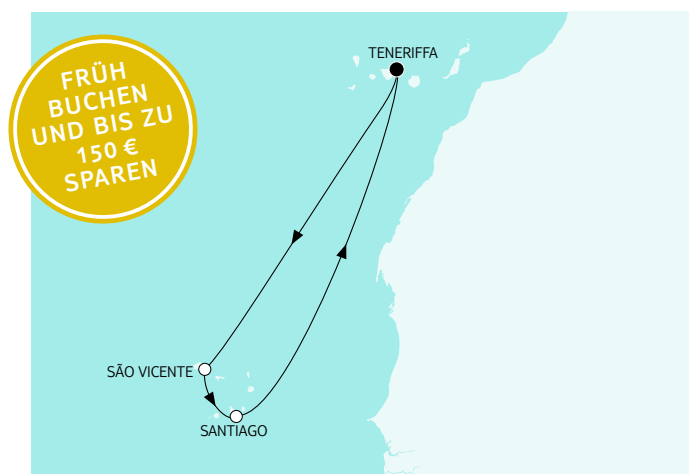 FRÜH
BUCHEN
UND BIS ZU
150 €
SPAREN
TENERIFFA
SÃO VICENTE
SANTIAGO